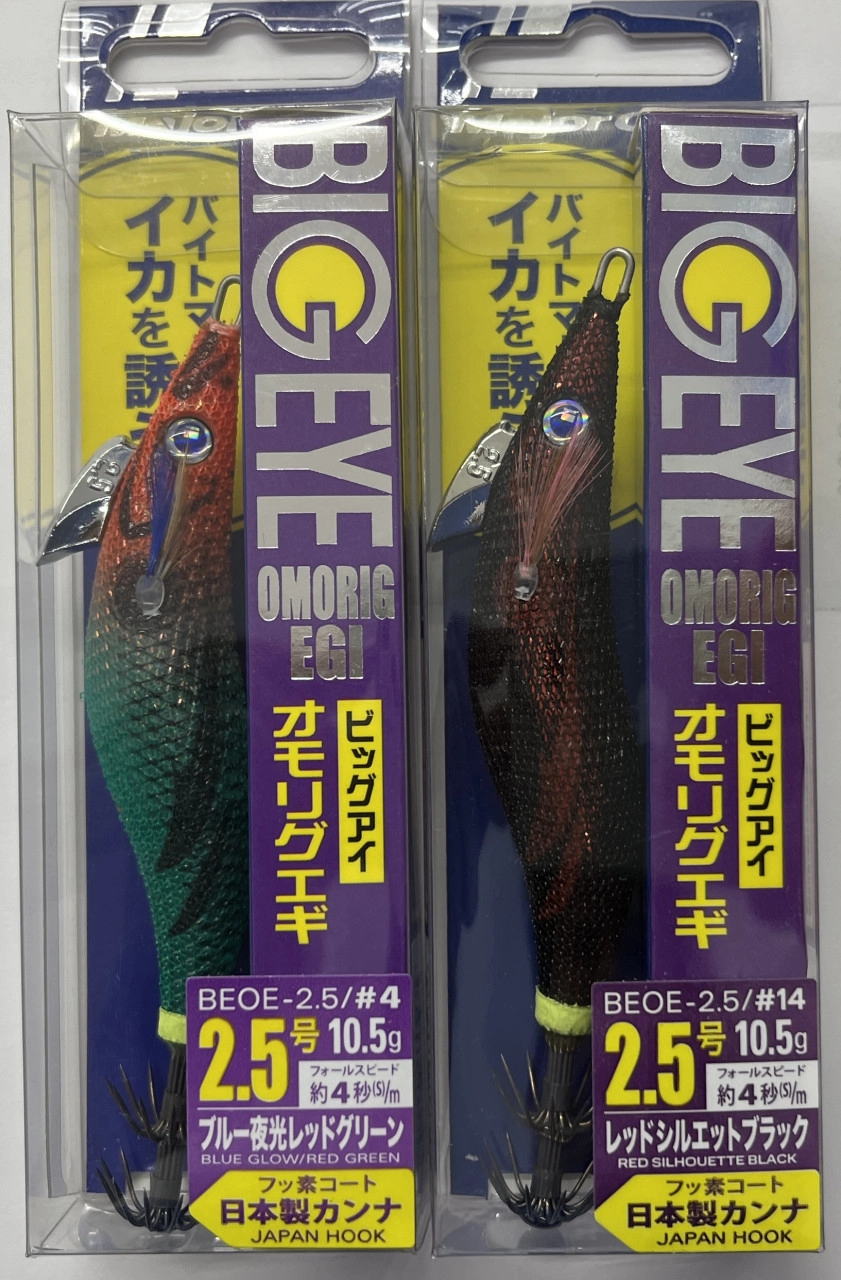 バイトマ
イカを誘
2.5
BIG EYE
OMORIG
EGI
ビッグアイ
オモリグエギ
BEOE-2.5/#4
2.5号 10.5g
フォールスピード
約4秒(S)/m
ブルー夜光レッドグリーン
BLUE GLOW/RED GREEN
フッ素コート
日本製カンナ
JAPAN HOOK
Major C
バイトマ
イカを誘
2.5
BIG EYE
OMORIG
EGI
ビッグアイ
オモリグエギ
BEOE-2.5/#14
2.5号 10.5g
フォールスピード
約4秒(S)/m
レッドシルエットブラック
RED SILHOUETTE BLACK
フッ素コート
日本製カンナ
JAPAN HOOK